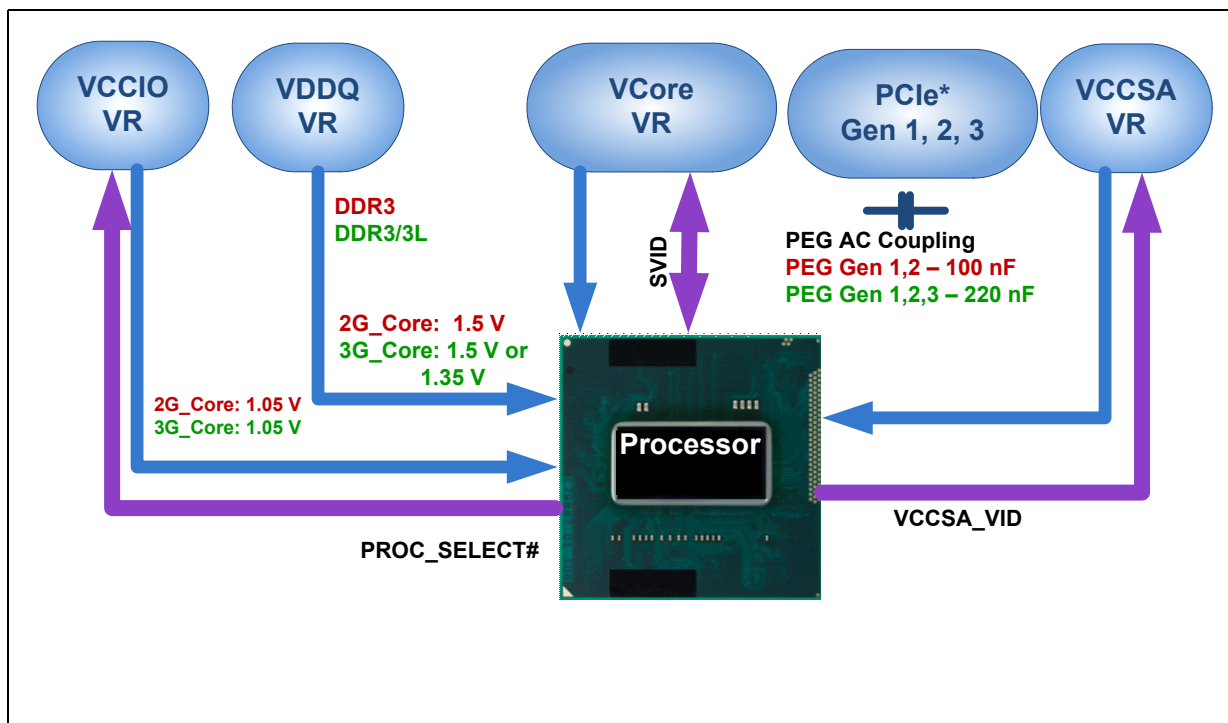 VCCIO
VR
VDDQ
VR
VCore
VR
PCIe*
Gen 1, 2, 3
VCCSA
VR
DDR3
DDR3/3L
SVID
PEG AC Coupling
PEG Gen 1,2 – 100 nF
PEG Gen 1,2,3 – 220 nF
2G_Core: 1.5 V
3G_Core: 1.5 V or
1.35 V
2G_Core: 1.05 V
3G_Core: 1.05 V
Processor
VCCSA_VID
PROC_SELECT#